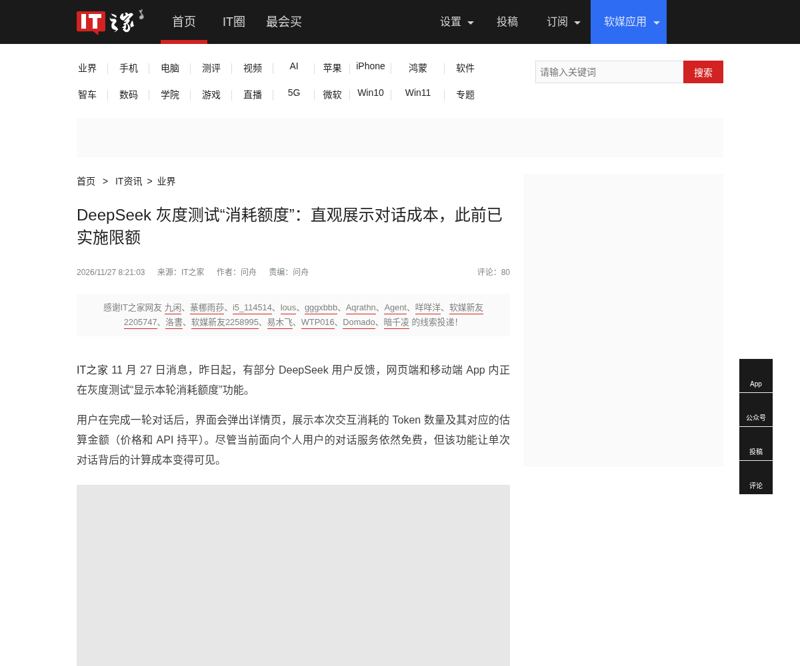 IT之家 首页 IT圈 最会买 设置 投稿 订阅 软媒应用
业界 手机 电脑 测评 视频 AI 苹果 iPhone 鸿蒙 软件
请输入关键词 搜索
智车 数码 学院 游戏 直播 5G 微软 Win10 Win11 专题
首页 > IT资讯 > 业界
DeepSeek 灰度测试“消耗额度”：直观展示对话成本，此前已
实施限额
2026/11/27 8:21:03 来源：IT之家 作者：问舟 责编：问舟 评论：80
感谢IT之家网友 九闲、蒹梛雨莎、i5_114514、lous、gggxbbb、Aqrathn、Agent、咩咩洋、软媒新友
2205747、洛書、软媒新友2258995、易木飞、WTP016、Domado、暗千凌 的线索投递！
IT之家 11 月 27 日消息，昨日起，有部分 DeepSeek 用户反馈，网页端和移动端 App 内正
在灰度测试“显示本轮消耗额度”功能。
用户在完成一轮对话后，界面会弹出详情页，展示本次交互消耗的 Token 数量及其对应的估
算金额（价格和 API 持平）。尽管当前面向个人用户的对话服务依然免费，但该功能让单次
对话背后的计算成本变得可见。
App
公众号
投稿
评论